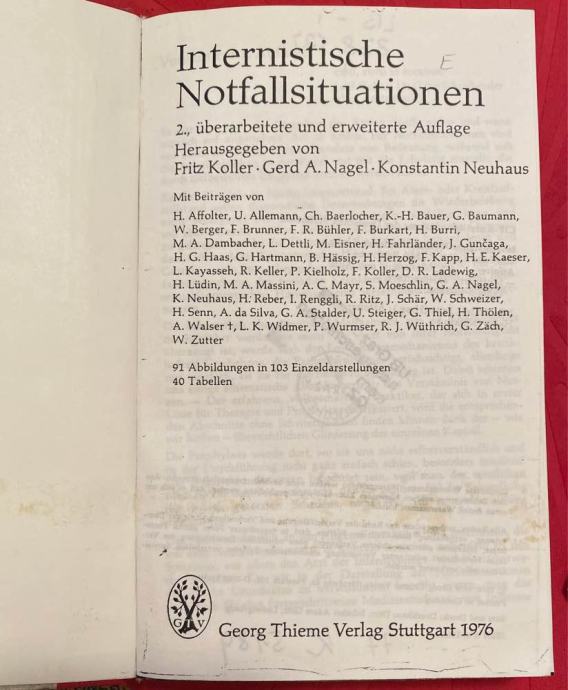 Internistische
Notfallsituationen
E
2., überarbeitete und erweiterte Auflage
Herausgegeben von
Fritz Koller · Gerd A. Nagel · Konstantin Neuhaus
Mit Beiträgen von
H. Affolter, U. Allemann, Ch. Baerlocher, K.-H. Bauer, G. Baumann,
W. Berger, F. Brunner, F. R. Bühler, F. Burkart, H. Burri,
M. A. Dambacher, L. Dettli, M. Eisner, H. Fahrländer, J. Gunčaga,
H. G. Haas, G. Hartmann, B. Hässig, H. Herzog, F. Kapp, H. E. Kaeser,
L. Kayasseh, R. Keller, P. Kielholz, F. Koller, D. R. Ladewig,
H. Lüdin, M. A. Massini, A. C. Mayr, S. Moeschlin, G. A. Nagel,
K. Neuhaus, H. Reber, I. Renggli, R. Ritz, J. Schär, W. Schweizer,
H. Senn, A. da Silva, G. A. Stalder, U. Steiger, G. Thiel, H. Thölen,
A. Walser †, L. K. Widmer, P. Wurmser, R. J. Wüthrich, G. Zäch,
W. Zutter
91 Abbildungen in 103 Einzeldarstellungen
40 Tabellen
G T V
Georg Thieme Verlag Stuttgart 1976